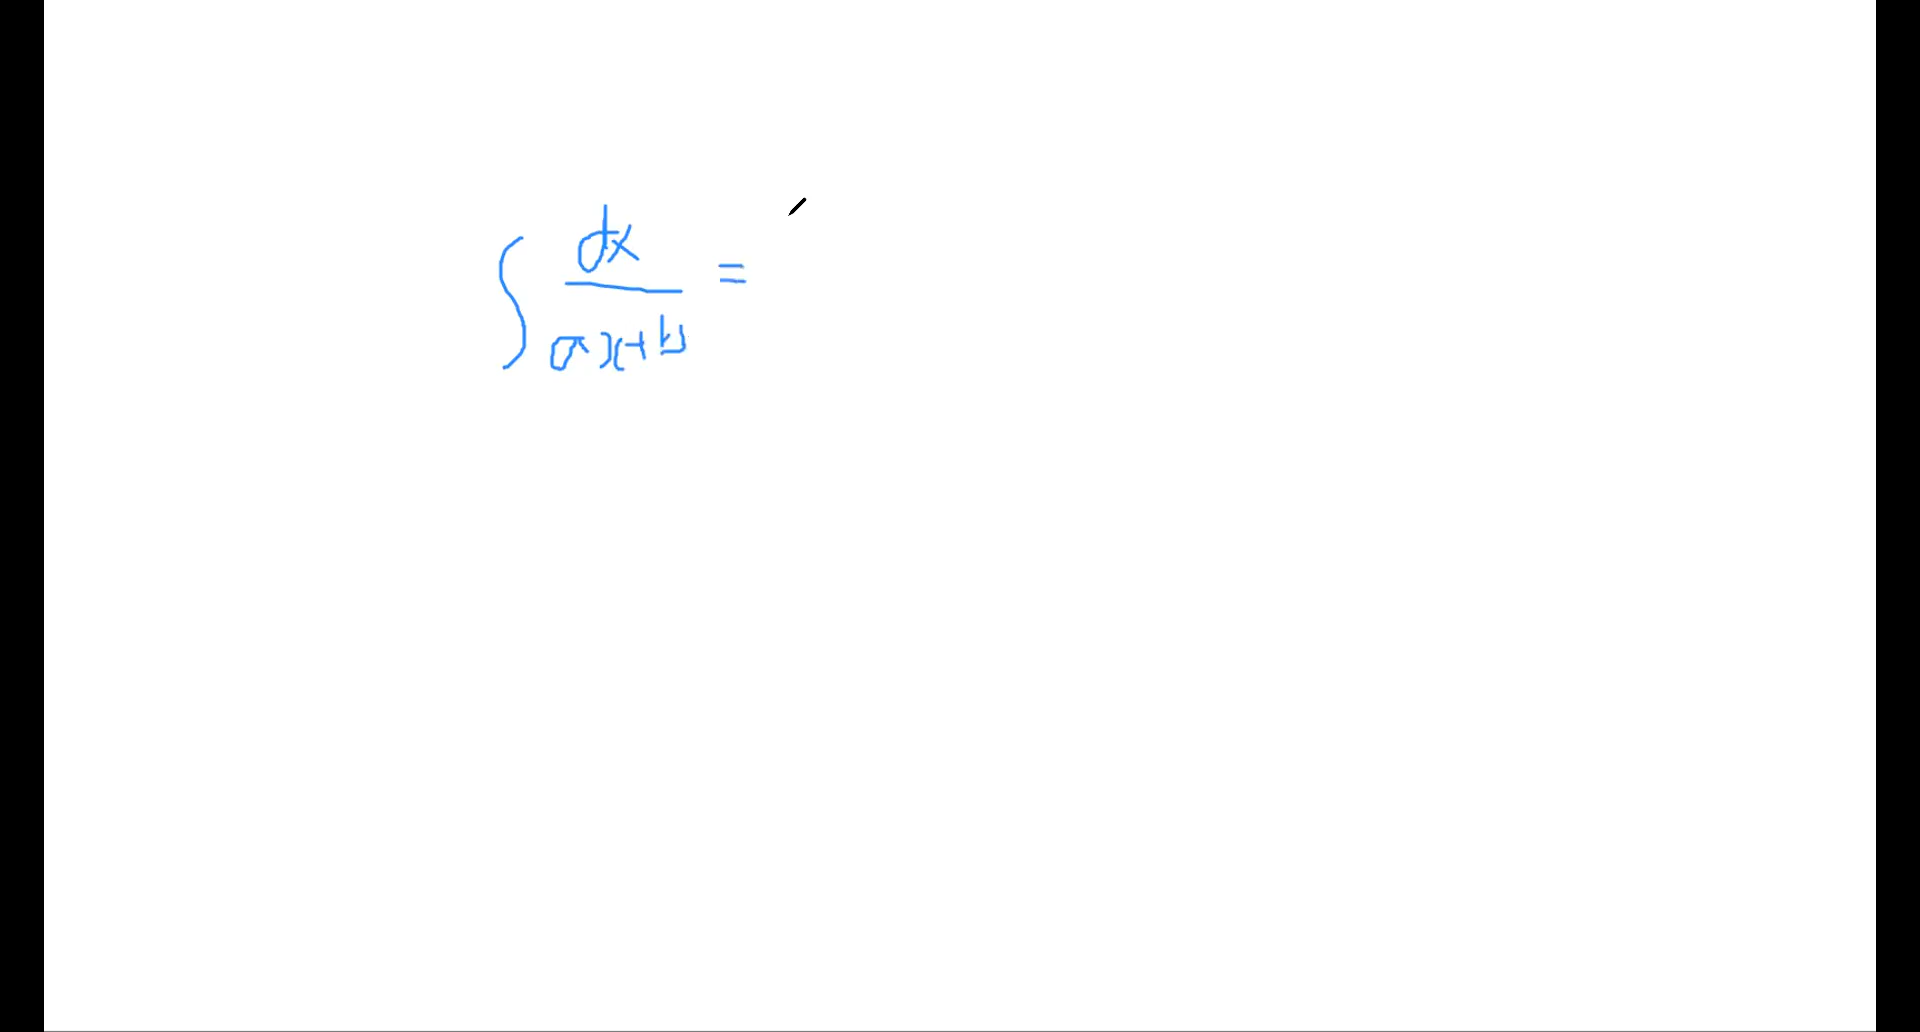 ∫ dx/(ax+b) =